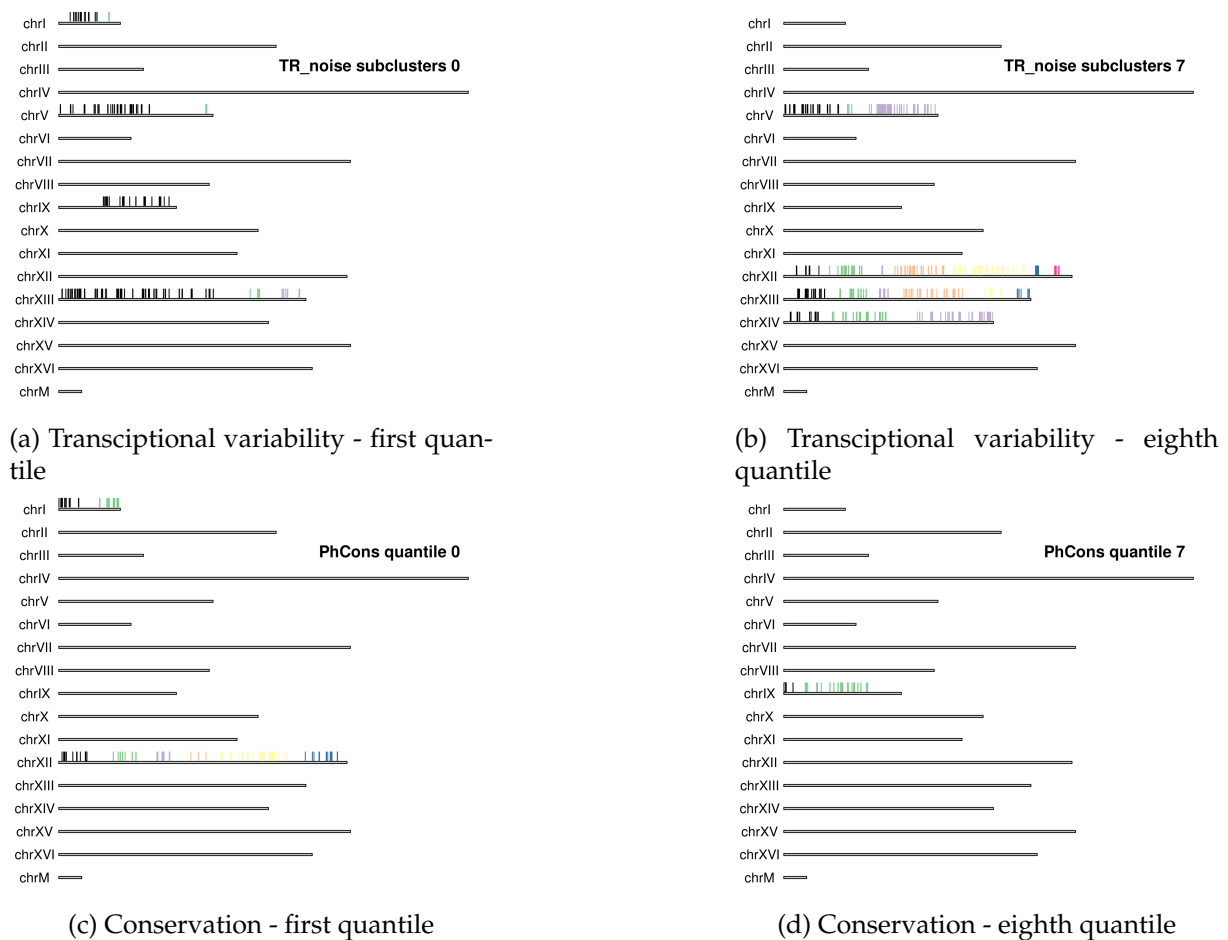 chrI
chrII
chrIII
TR_noise subclusters 0
chrIV
chrV
chrVI
chrVII
chrVIII
chrIX
chrX
chrXI
chrXII
chrXIII
chrXIV
chrXV
chrXVI
chrM
(a) Transciptional variability - first quan-
tile
chrI
chrII
chrIII
TR_noise subclusters 7
chrIV
chrV
chrVI
chrVII
chrVIII
chrIX
chrX
chrXI
chrXII
chrXIII
chrXIV
chrXV
chrXVI
chrM
(b) Transciptional variability - eighth
quantile
chrI
chrII
chrIII
PhCons quantile 0
chrIV
chrV
chrVI
chrVII
chrVIII
chrIX
chrX
chrXI
chrXII
chrXIII
chrXIV
chrXV
chrXVI
chrM
(c) Conservation - first quantile
chrI
chrII
chrIII
PhCons quantile 7
chrIV
chrV
chrVI
chrVII
chrVIII
chrIX
chrX
chrXI
chrXII
chrXIII
chrXIV
chrXV
chrXVI
chrM
(d) Conservation - eighth quantile